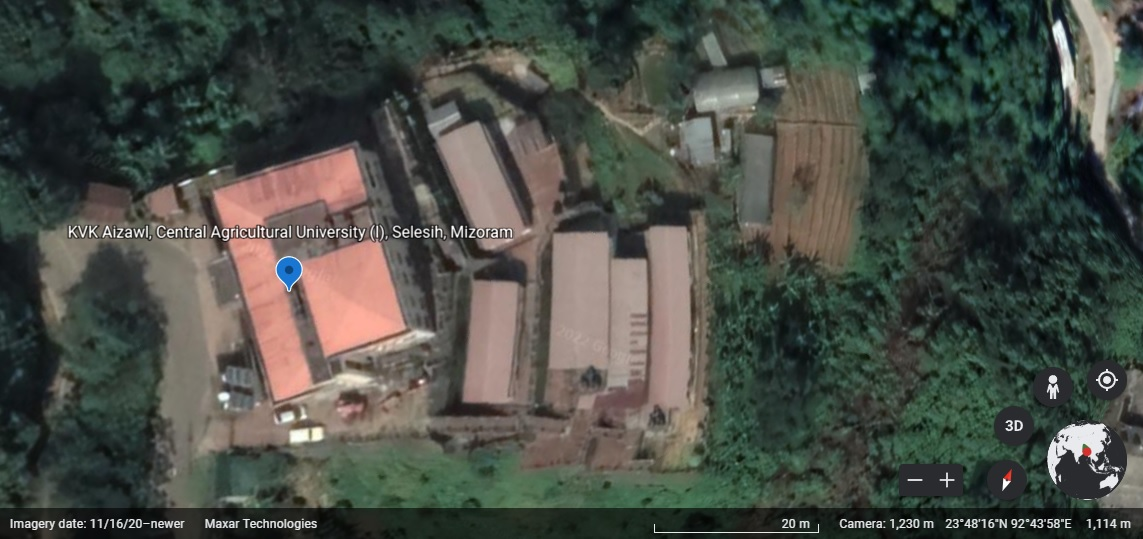 KVK Aizawl, Central Agricultural University (I), Selesih, Mizoram
3D
Imagery date: 11/16/20–newer Maxar Technologies 20 m Camera: 1,230 m 23°48'16"N 92°43'58"E 1,114 m